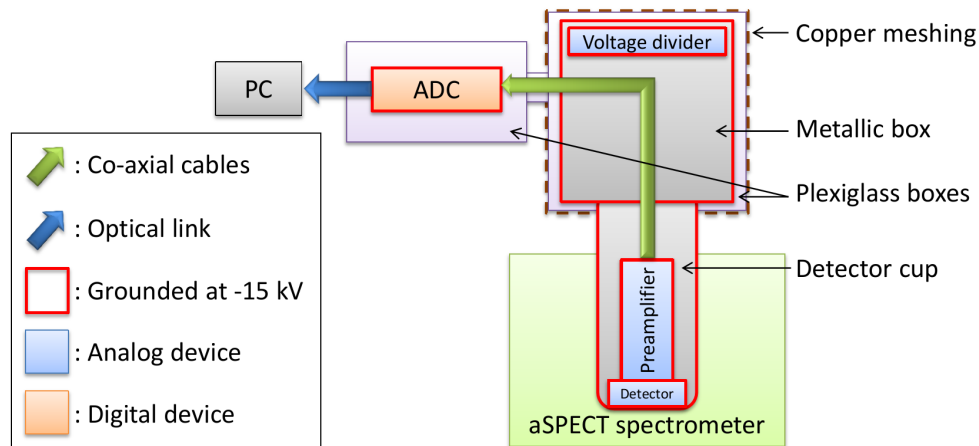 Voltage divider
Copper meshing
PC
ADC
Metallic box
: Co-axial cables
Plexiglass boxes
: Optical link
Detector cup
: Grounded at -15 kV
Preamplifier
: Analog device
Detector
: Digital device
aSPECT spectrometer